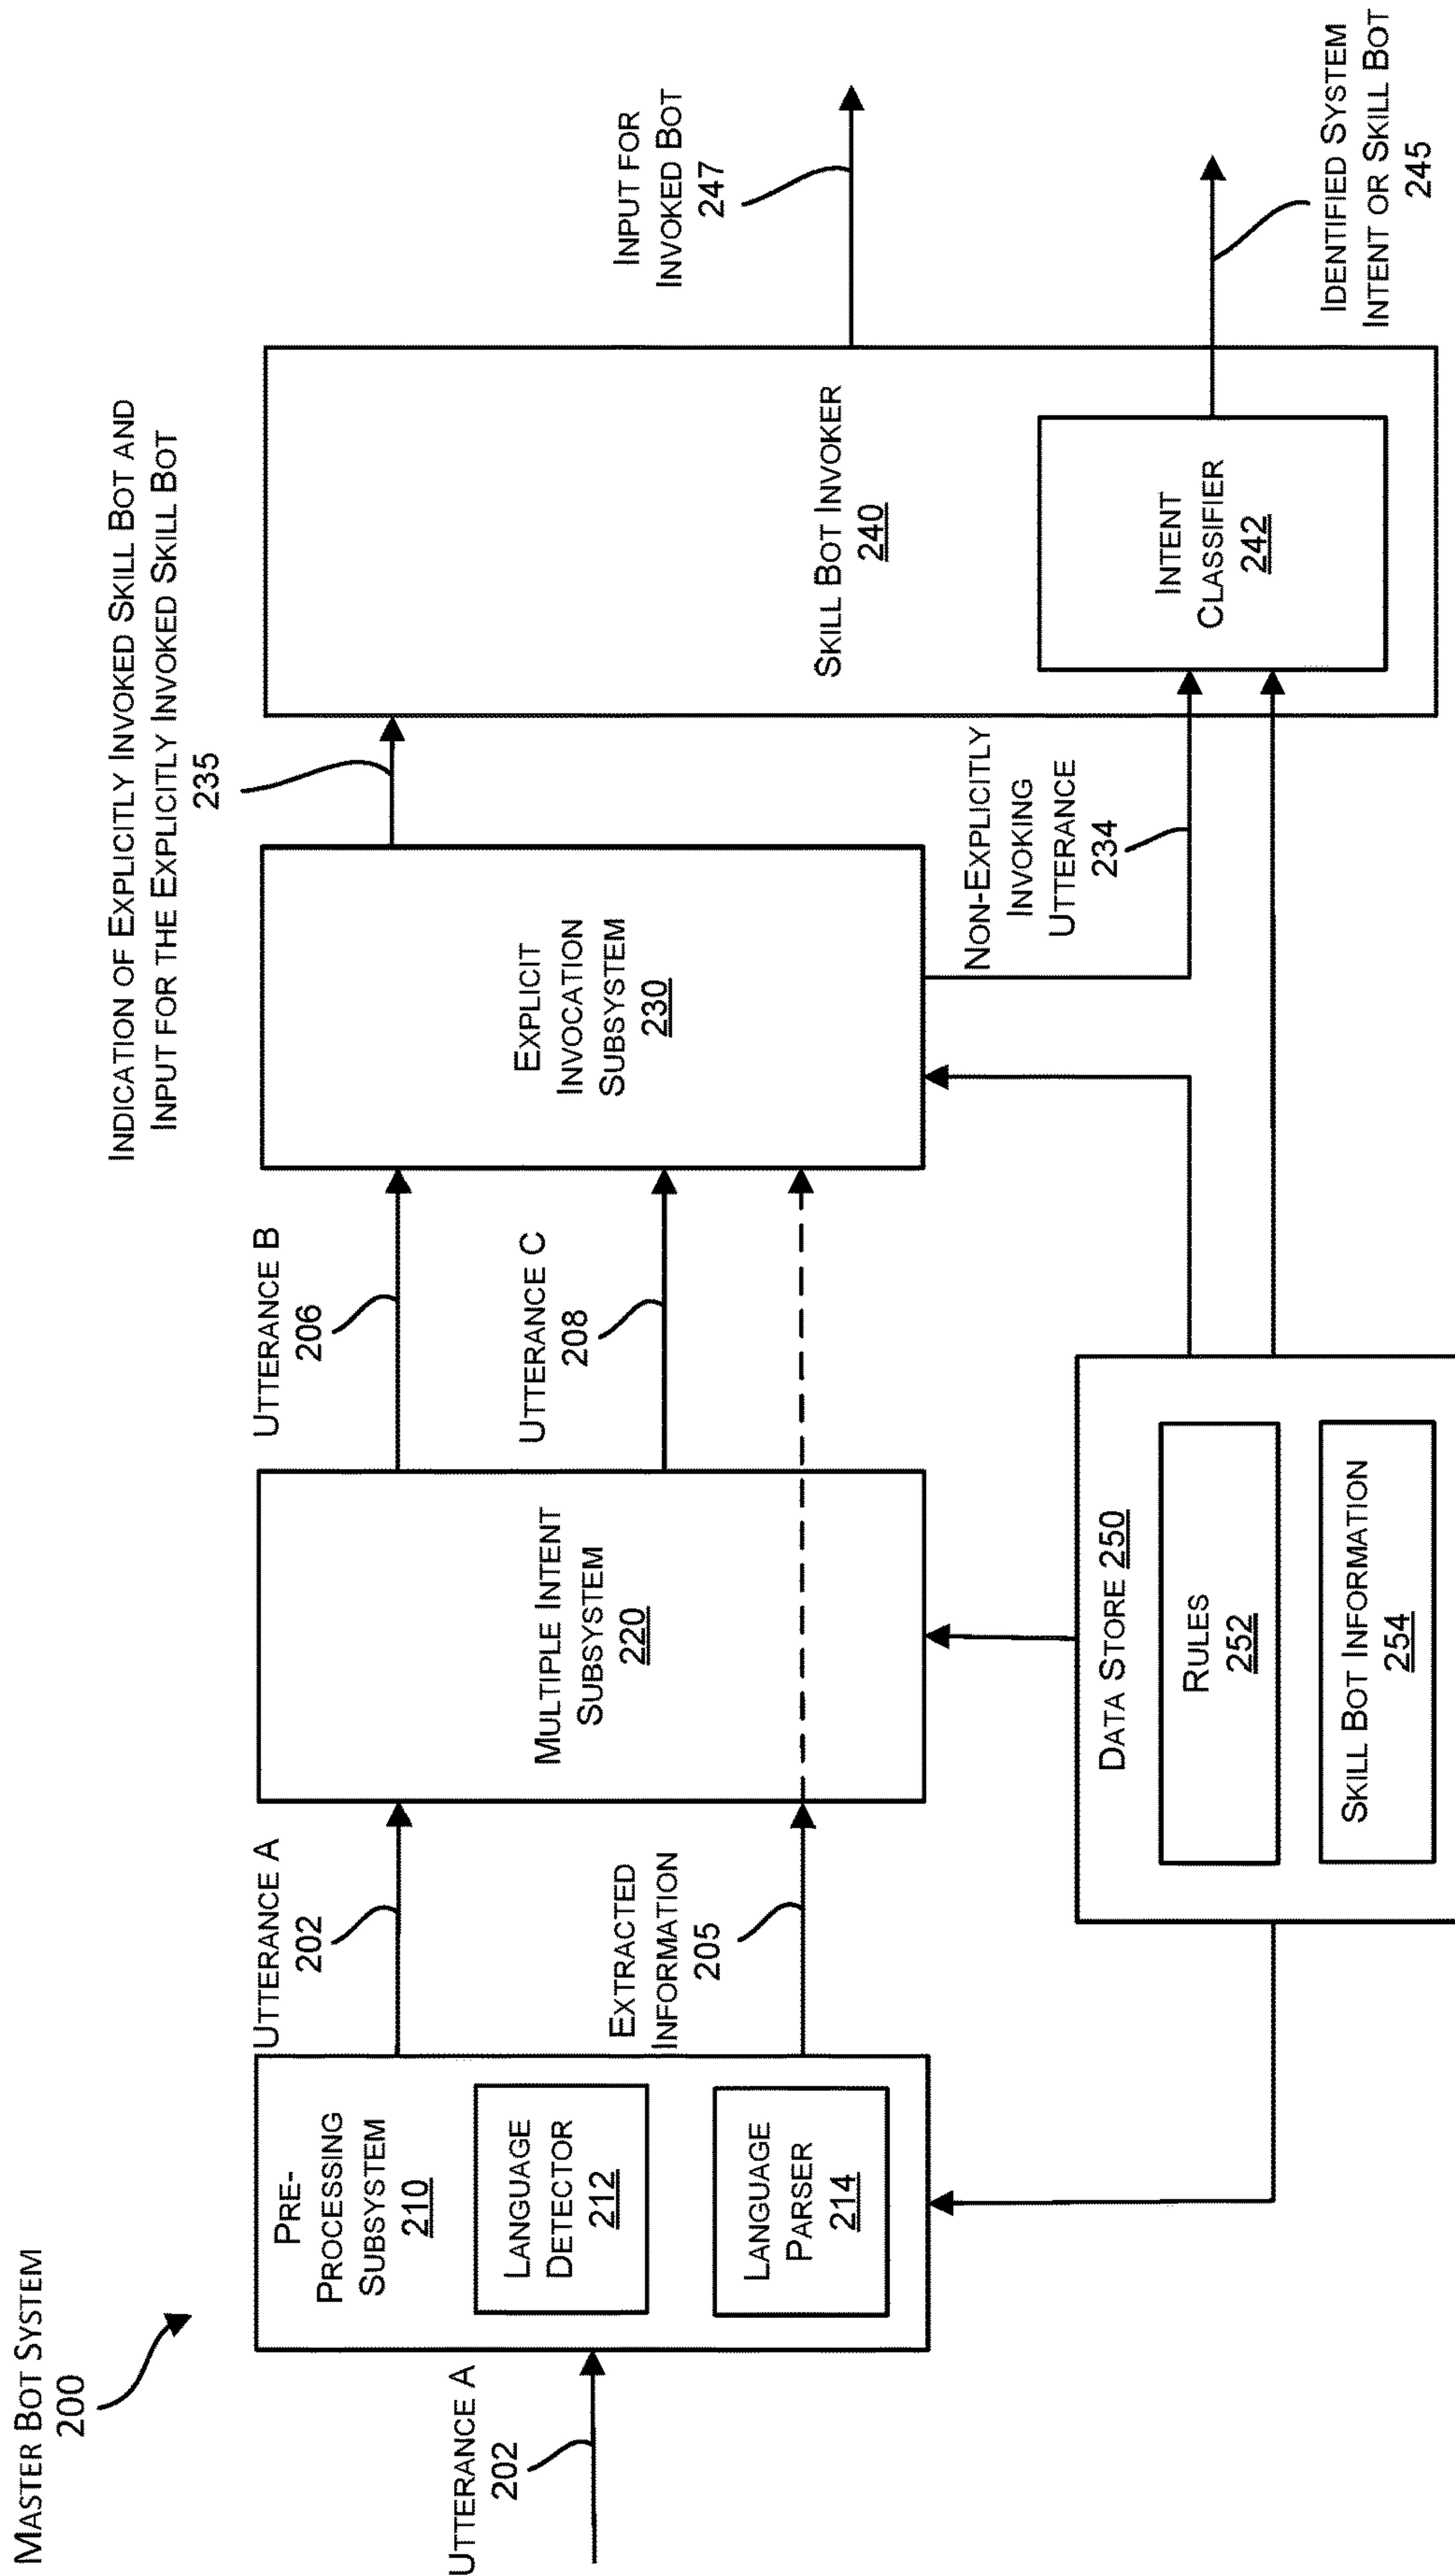 MASTER BOT SYSTEM
200
UTTERANCE A
202
PRE-
PROCESSING
SUBSYSTEM
210
LANGUAGE
DETECTOR
212
LANGUAGE
PARSER
214
UTTERANCE A
202
EXTRACTED
INFORMATION
205
MULTIPLE INTENT
SUBSYSTEM
220
UTTERANCE B
206
UTTERANCE C
208
EXPLICIT
INVOCATION
SUBSYSTEM
230
INDICATION OF EXPLICITLY INVOKED SKILL BOT AND
INPUT FOR THE EXPLICITLY INVOKED SKILL BOT
235
NON-EXPLICITLY
INVOKING
UTTERANCE
234
SKILL BOT INVOKER
240
INTENT
CLASSIFIER
242
INPUT FOR
INVOKED BOT
247
IDENTIFIED SYSTEM
INTENT OR SKILL BOT
245
DATA STORE 250
RULES
252
SKILL BOT INFORMATION
254